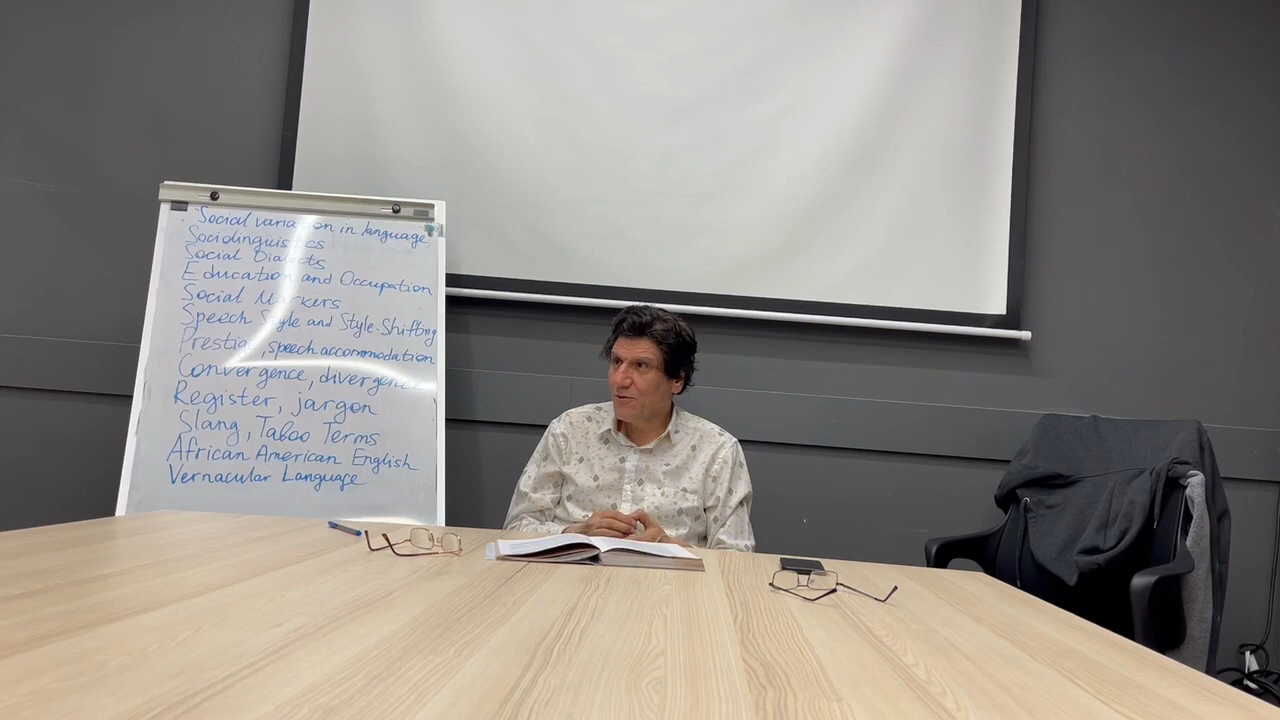 Social variation in language
Sociolinguistics
Social Dialects
Education and Occupation
Social Markers
Speech Style and Style-Shifting
Prestige, speech accommodation
Convergence, divergence
Register, jargon
Slang, Taboo Terms
African American English
Vernacular Language